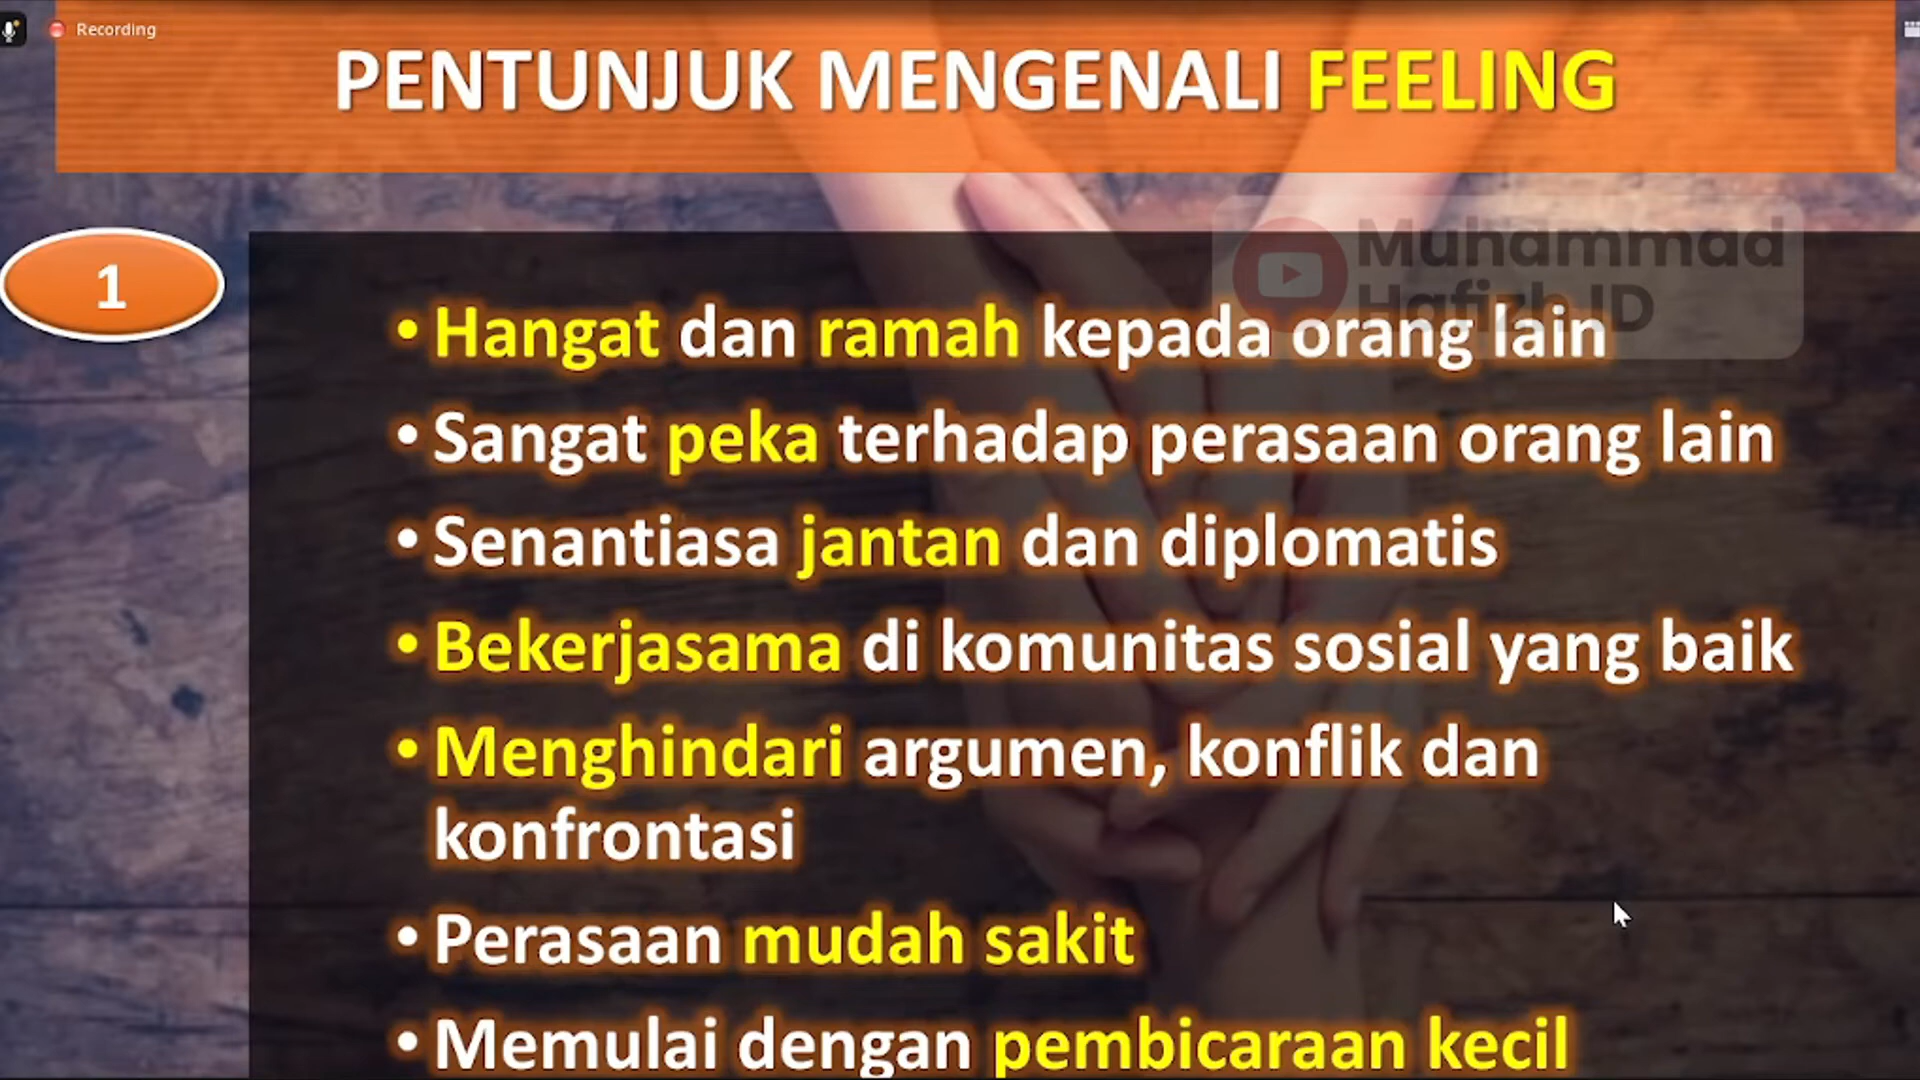 Recording
PENTUNJUK MENGENALI FEELING
Muhammad
Hafizh.ID
1
• Hangat dan ramah kepada orang lain
• Sangat peka terhadap perasaan orang lain
• Senantiasa jantan dan diplomatis
• Bekerjasama di komunitas sosial yang baik
• Menghindari argumen, konflik dan
konfrontasi
• Perasaan mudah sakit
• Memulai dengan pembicaraan kecil